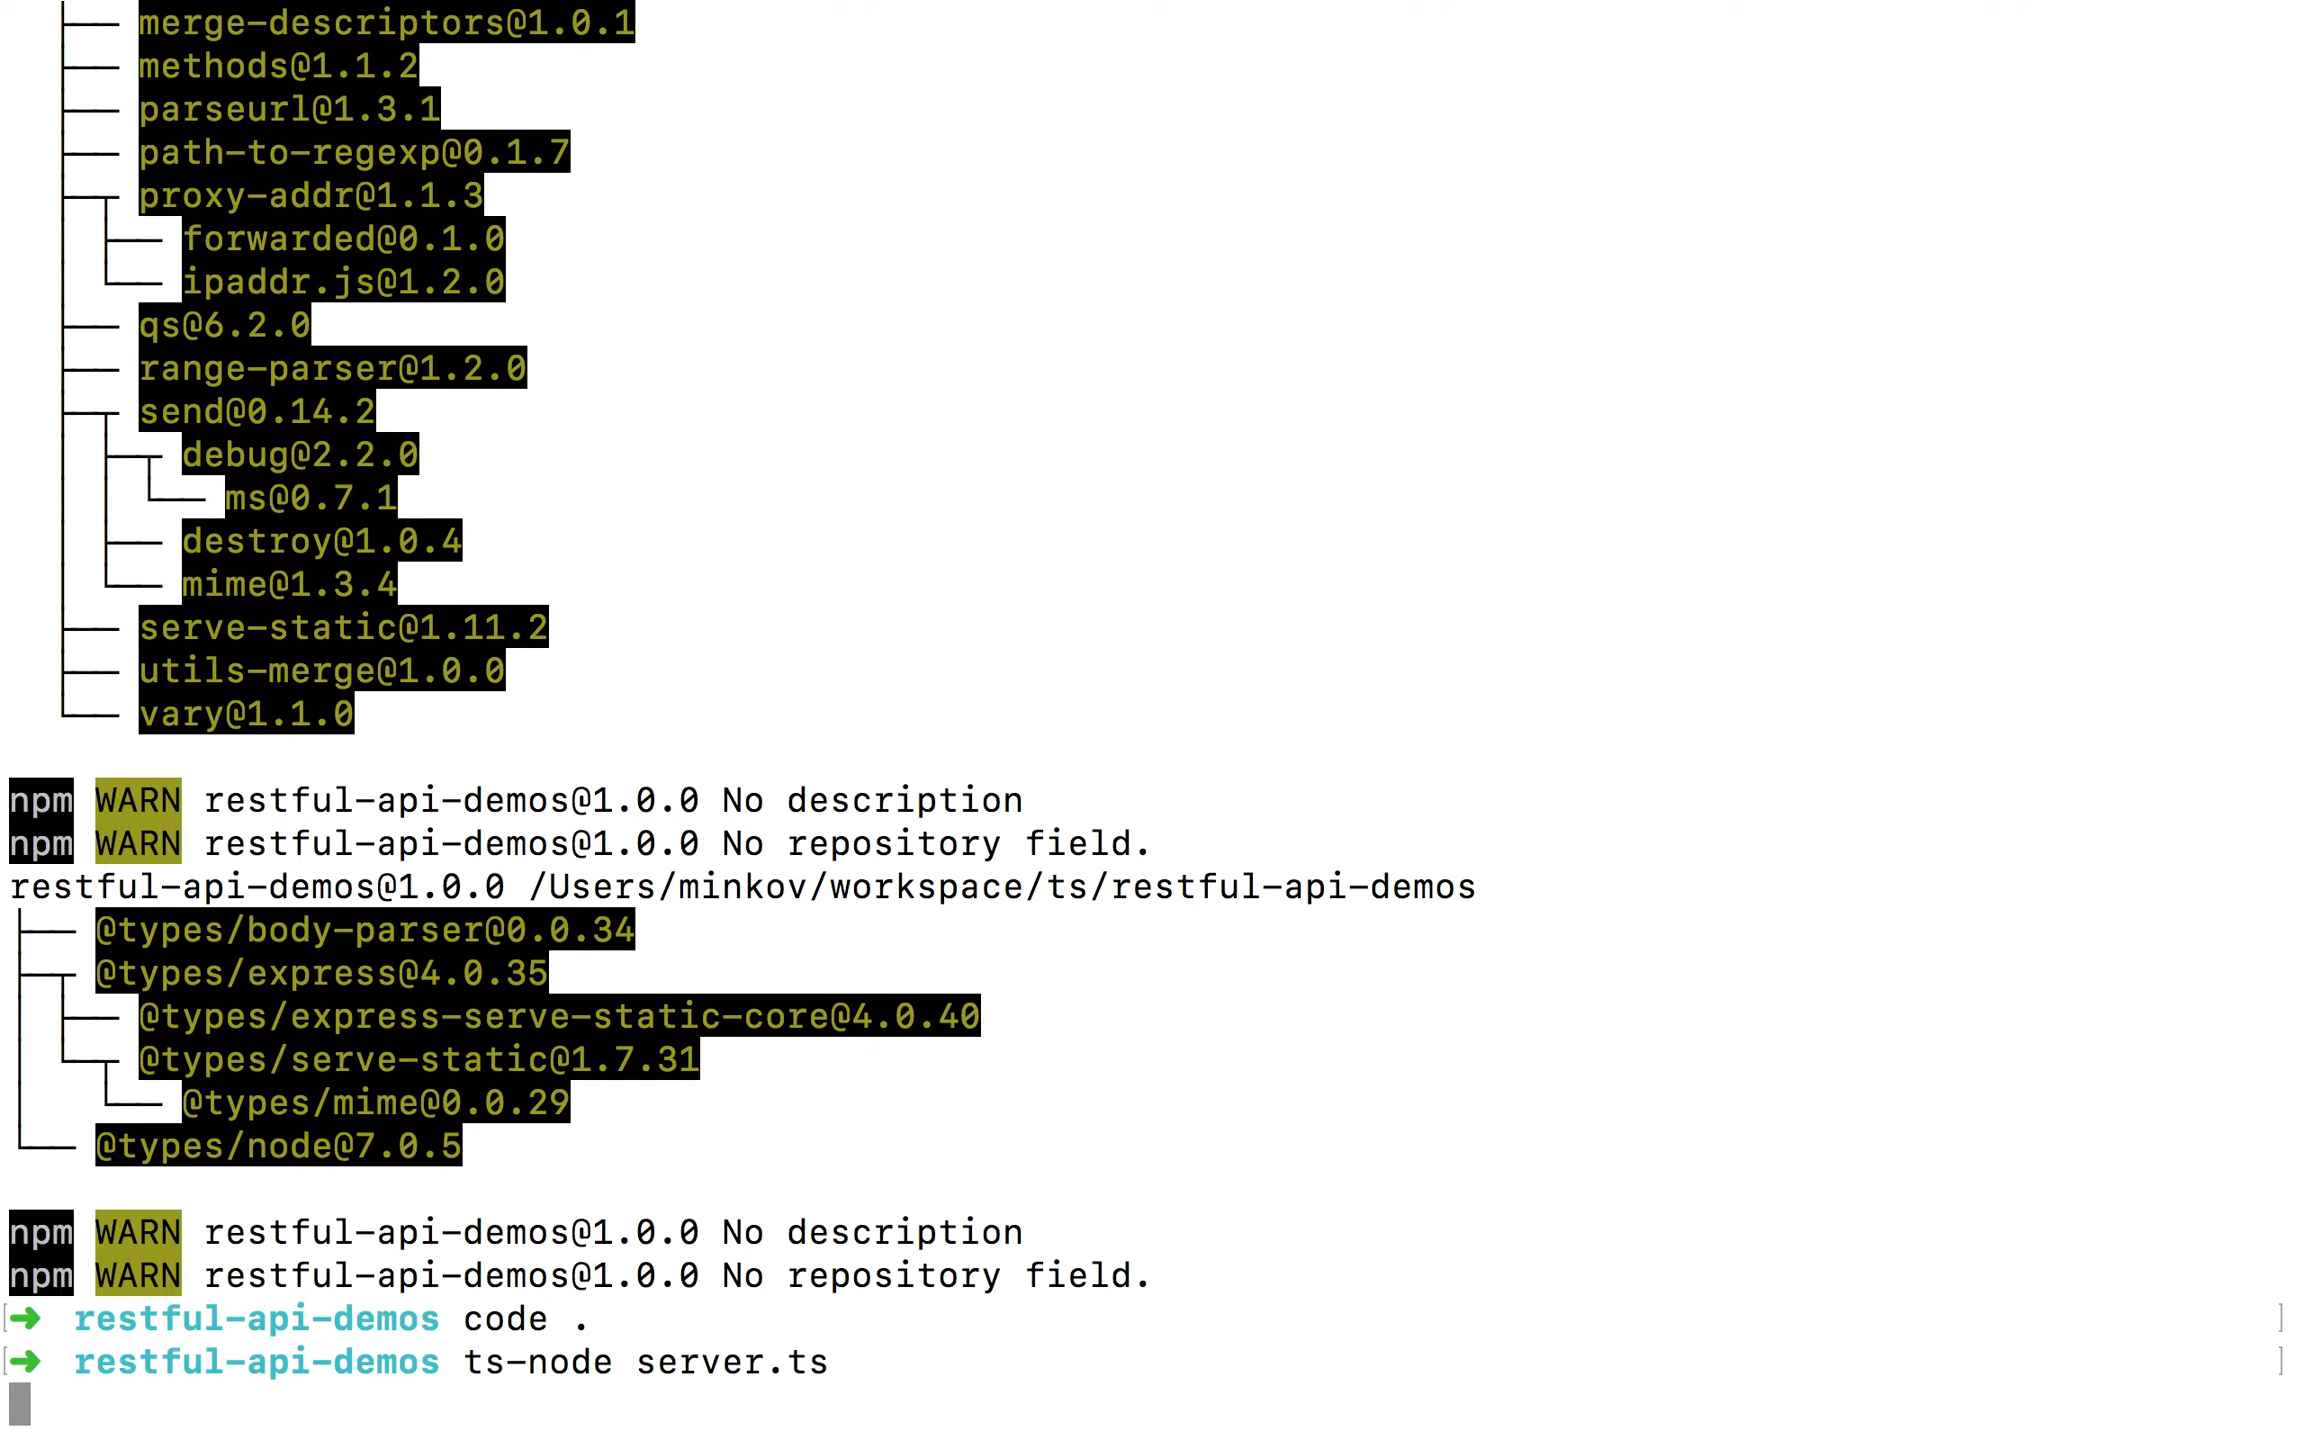 ├── merge-descriptors@1.0.1
├── methods@1.1.2
├── parseurl@1.3.1
├── path-to-regexp@0.1.7
├─┬ proxy-addr@1.1.3
│ ├── forwarded@0.1.0
│ └── ipaddr.js@1.2.0
├── qs@6.2.0
├── range-parser@1.2.0
├─┬ send@0.14.2
│ ├─┬ debug@2.2.0
│ │ └── ms@0.7.1
│ ├── destroy@1.0.4
│ └── mime@1.3.4
├── serve-static@1.11.2
├── utils-merge@1.0.0
└── vary@1.1.0
npm WARN restful-api-demos@1.0.0 No description
npm WARN restful-api-demos@1.0.0 No repository field.
restful-api-demos@1.0.0 /Users/minkov/workspace/ts/restful-api-demos
├── @types/body-parser@0.0.34
├─┬ @types/express@4.0.35
│ ├── @types/express-serve-static-core@4.0.40
│ └─┬ @types/serve-static@1.7.31
│   └── @types/mime@0.0.29
└── @types/node@7.0.5
npm WARN restful-api-demos@1.0.0 No description
npm WARN restful-api-demos@1.0.0 No repository field.
[➜ restful-api-demos code . ]
[➜ restful-api-demos ts-node server.ts ]